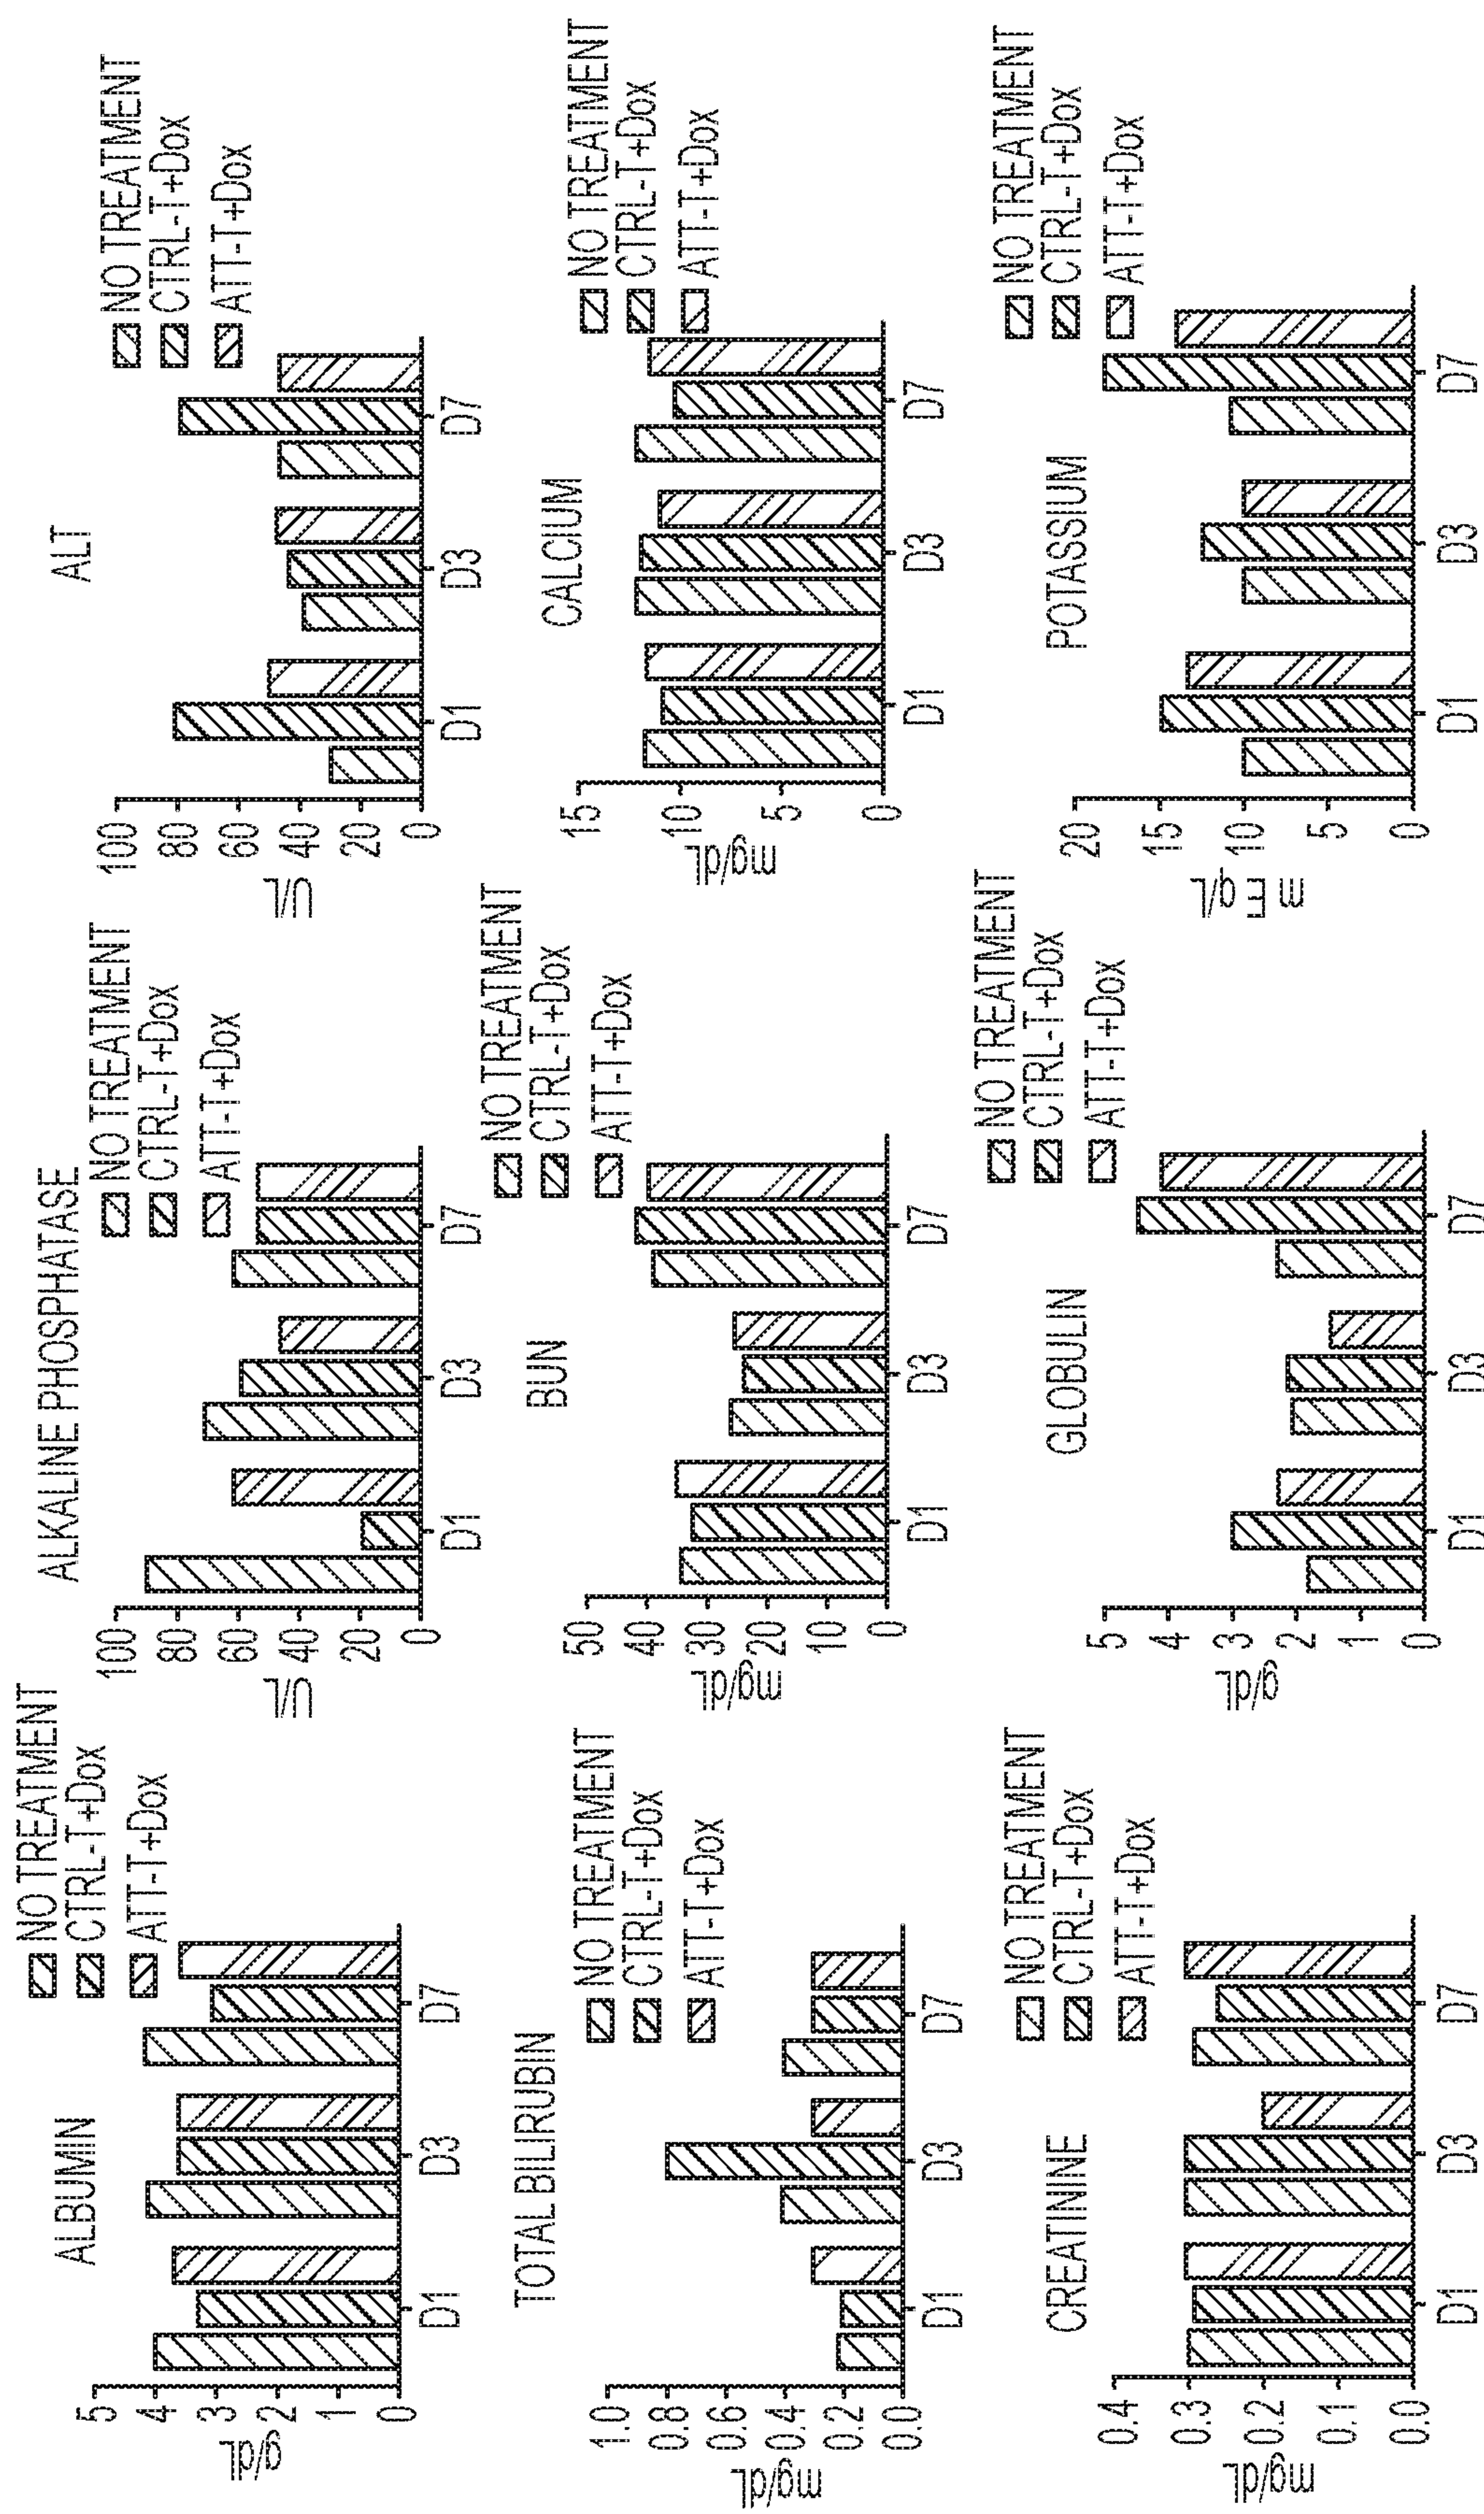 ALBUMIN
NO TREATMENT
CTRL-T+Dox
ATT-T+Dox
g/dL
5
4
3
2
1
0
D1 D3 D7
ALKALINE PHOSPHATASE
NO TREATMENT
CTRL-T+Dox
ATT-T+Dox
U/L
100
80
60
40
20
0
D1 D3 D7
ALT
NO TREATMENT
CTRL-T+Dox
ATT-T+Dox
U/L
100
80
60
40
20
0
D1 D3 D7
TOTAL BILIRUBIN
NO TREATMENT
CTRL-T+Dox
ATT-T+Dox
mg/dL
1.0
0.8
0.6
0.4
0.2
0.0
D1 D3 D7
BUN
NO TREATMENT
CTRL-T+Dox
ATT-T+Dox
mg/dL
50
40
30
20
10
0
D1 D3 D7
CALCIUM
NO TREATMENT
CTRL-T+Dox
ATT-T+Dox
mg/dL
15
10
5
0
D1 D3 D7
CREATININE
NO TREATMENT
CTRL-T+Dox
ATT-T+Dox
mg/dL
0.4
0.3
0.2
0.1
0.0
D1 D3 D7
GLOBULIN
NO TREATMENT
CTRL-T+Dox
ATT-T+Dox
g/dL
5
4
3
2
1
0
D1 D3 D7
POTASSIUM
NO TREATMENT
CTRL-T+Dox
ATT-T+Dox
m E q/L
20
15
10
5
0
D1 D3 D7